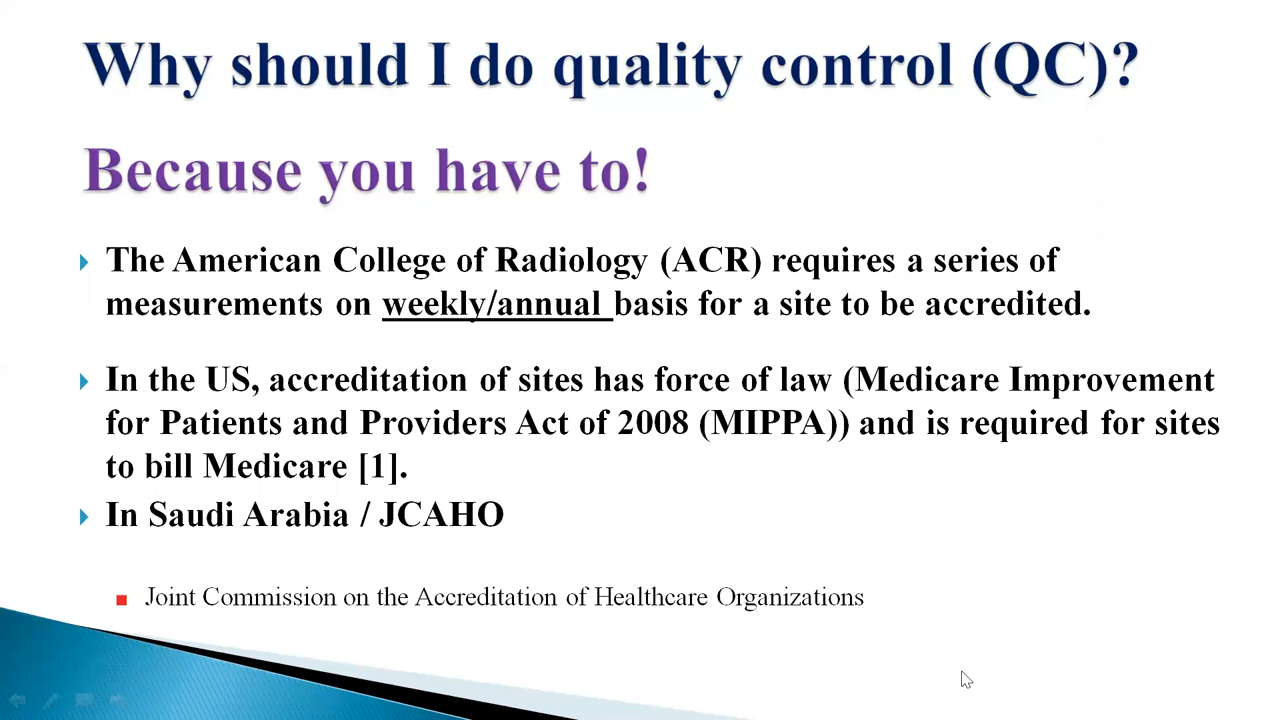 Why should I do quality control (QC)?
Because you have to!
The American College of Radiology (ACR) requires a series of
measurements on weekly/annual basis for a site to be accredited.
In the US, accreditation of sites has force of law (Medicare Improvement
for Patients and Providers Act of 2008 (MIPPA)) and is required for sites
to bill Medicare [1].
In Saudi Arabia / JCAHO
Joint Commission on the Accreditation of Healthcare Organizations